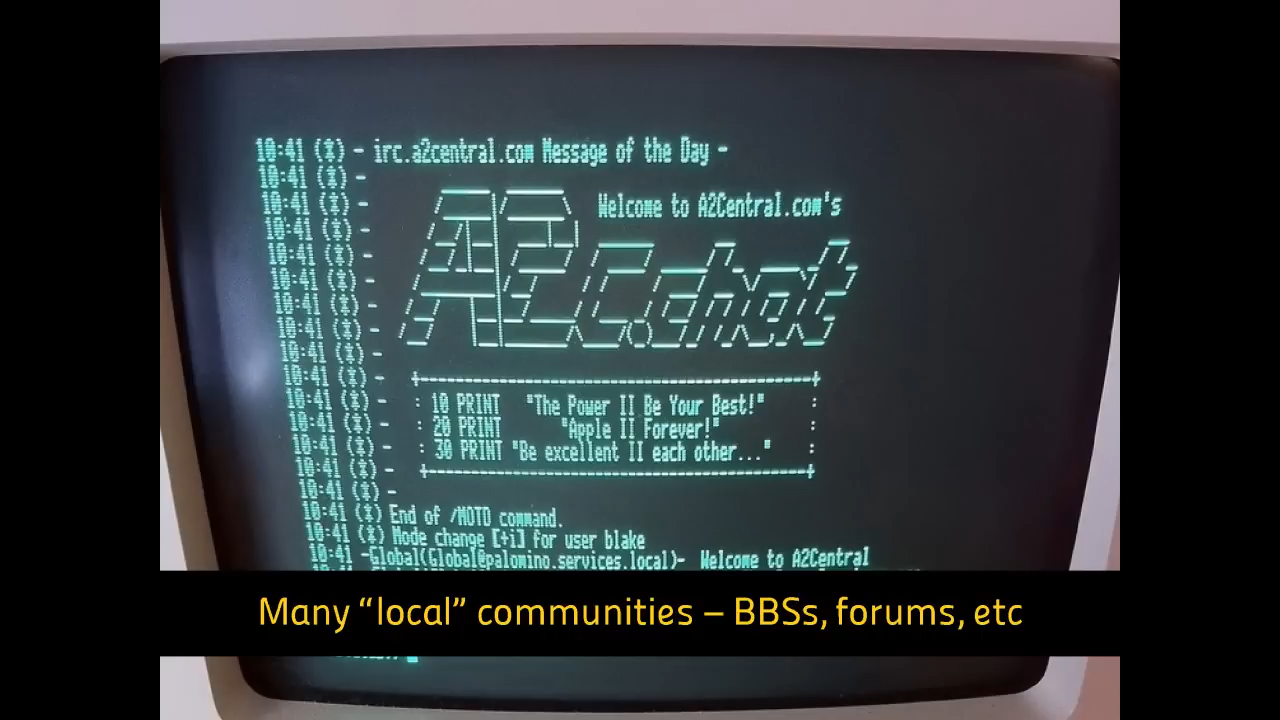 10:41 (‡) - irc.a2central.com Message of the Day -
10:41 (‡) -
10:41 (‡) - Welcome to A2Central.com's
10:41 (‡) -
10:41 (‡) - A2C.chat
10:41 (‡) -
10:41 (‡) -
10:41 (‡) -
10:41 (‡) -
10:41 (‡) - +---------------------------------------------+
10:41 (‡) - : 10 PRINT "The Power II Be Your Best!" :
10:41 (‡) - : 20 PRINT "Apple II Forever!" :
10:41 (‡) - : 30 PRINT "Be excellent II each other..." :
10:41 (‡) - +---------------------------------------------+
10:41 (‡) -
10:41 (‡) End of /MOTD command.
10:41 (‡) Mode change [+i] for user blake
10:41 -Global(Global@palomino.services.local)- Welcome to A2Central
Many “local” communities – BBSs, forums, etc